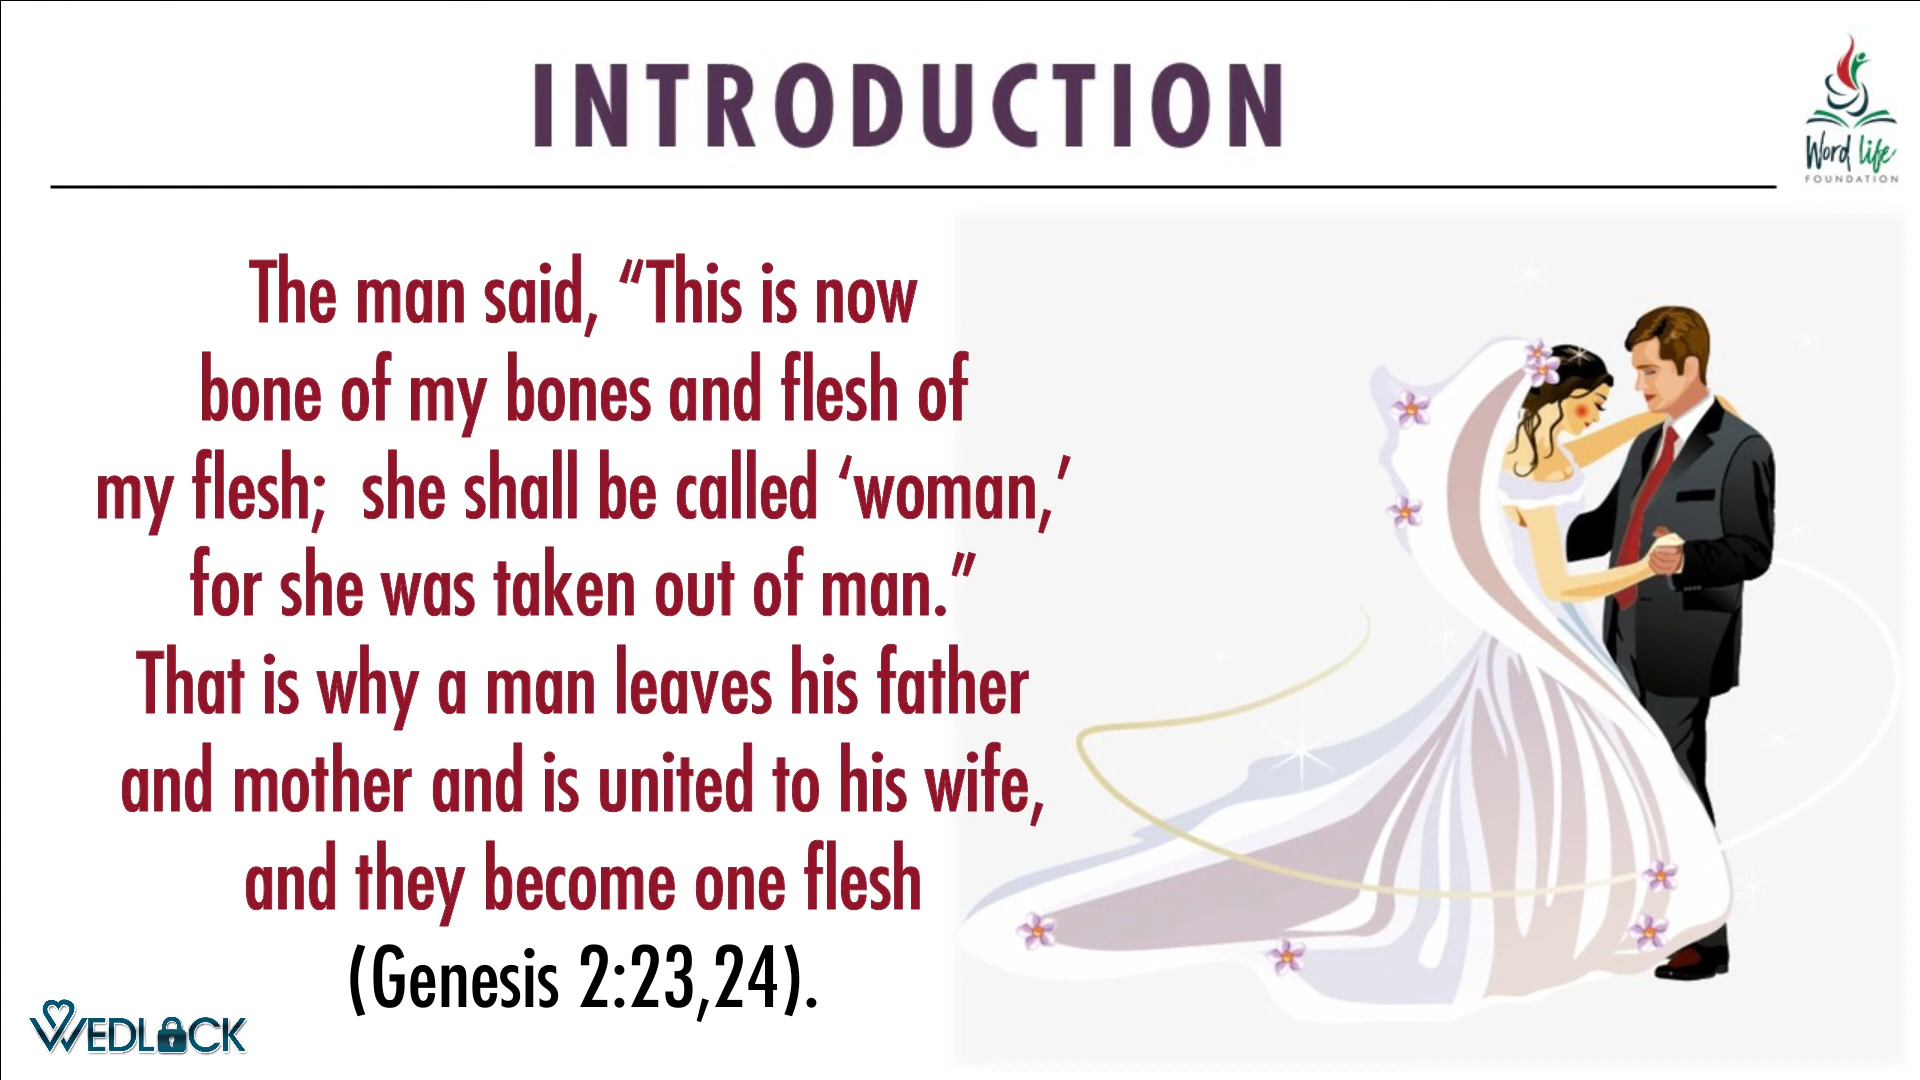 INTRODUCTION
Word life
FOUNDATION
The man said, “This is now
bone of my bones and flesh of
my flesh;  she shall be called ‘woman,’
for she was taken out of man.”
That is why a man leaves his father
and mother and is united to his wife,
and they become one flesh
(Genesis 2:23,24).
WEDLOCK